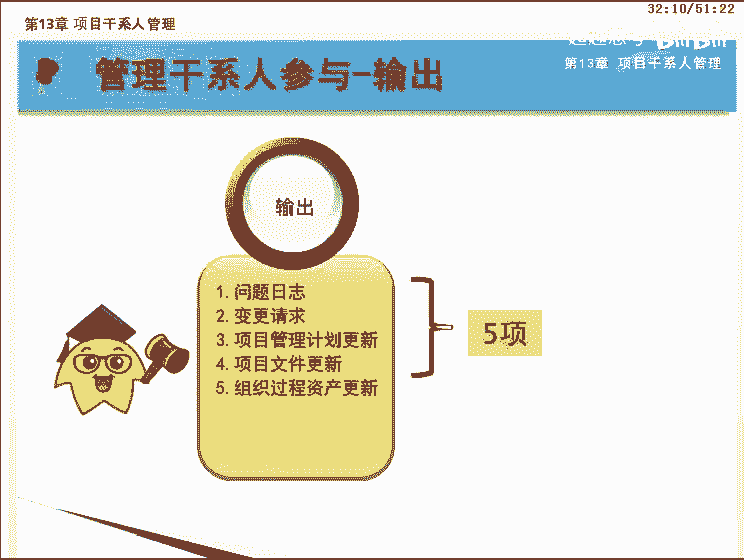 32:10/51:22
第13章 项目干系人管理
管理干系人参与-输出
第13章 项目干系人管理
输出
1. 问题日志
2. 变更请求
3. 项目管理计划更新
4. 项目文件更新
5. 组织过程资产更新
5项